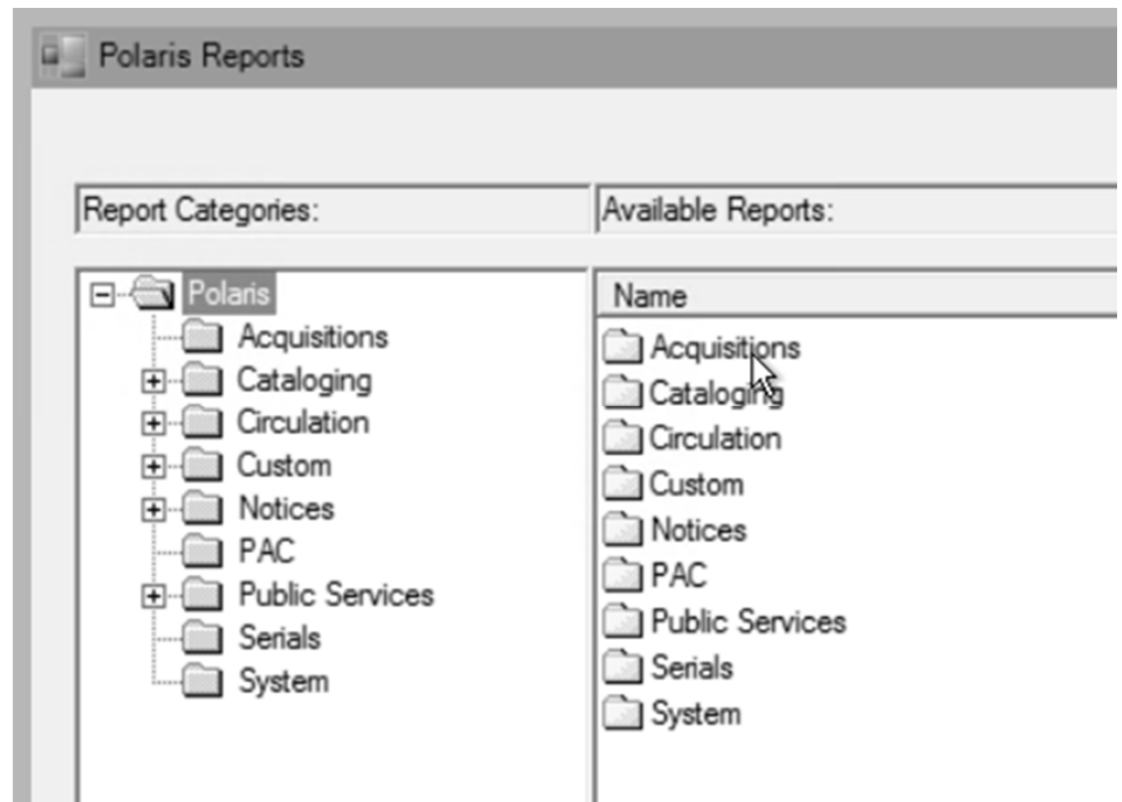 Polaris Reports
Report Categories:
Available Reports:
Polaris
Acquisitions
Cataloging
Circulation
Custom
Notices
PAC
Public Services
Serials
System
Name
Acquisitions
Cataloging
Circulation
Custom
Notices
PAC
Public Services
Serials
System